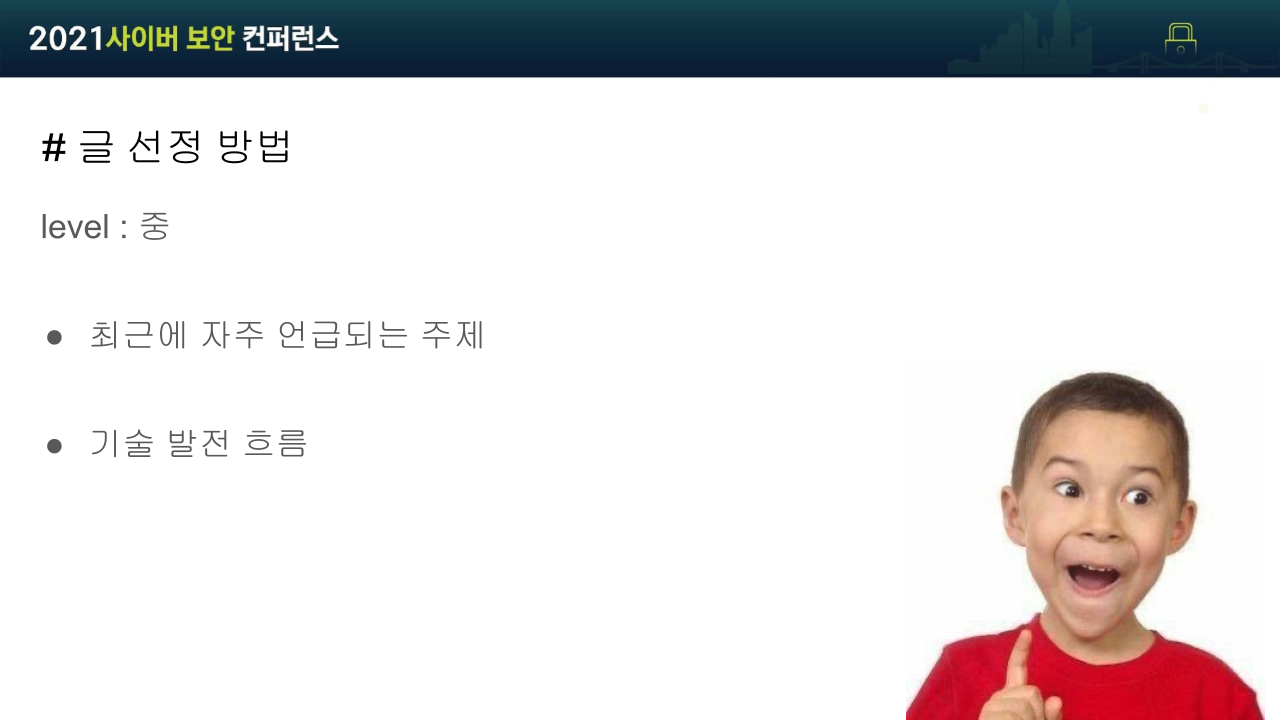 2021사이버 보안 컨퍼런스
# 글 선정 방법
level : 중
● 최근에 자주 언급되는 주제
● 기술 발전 흐름